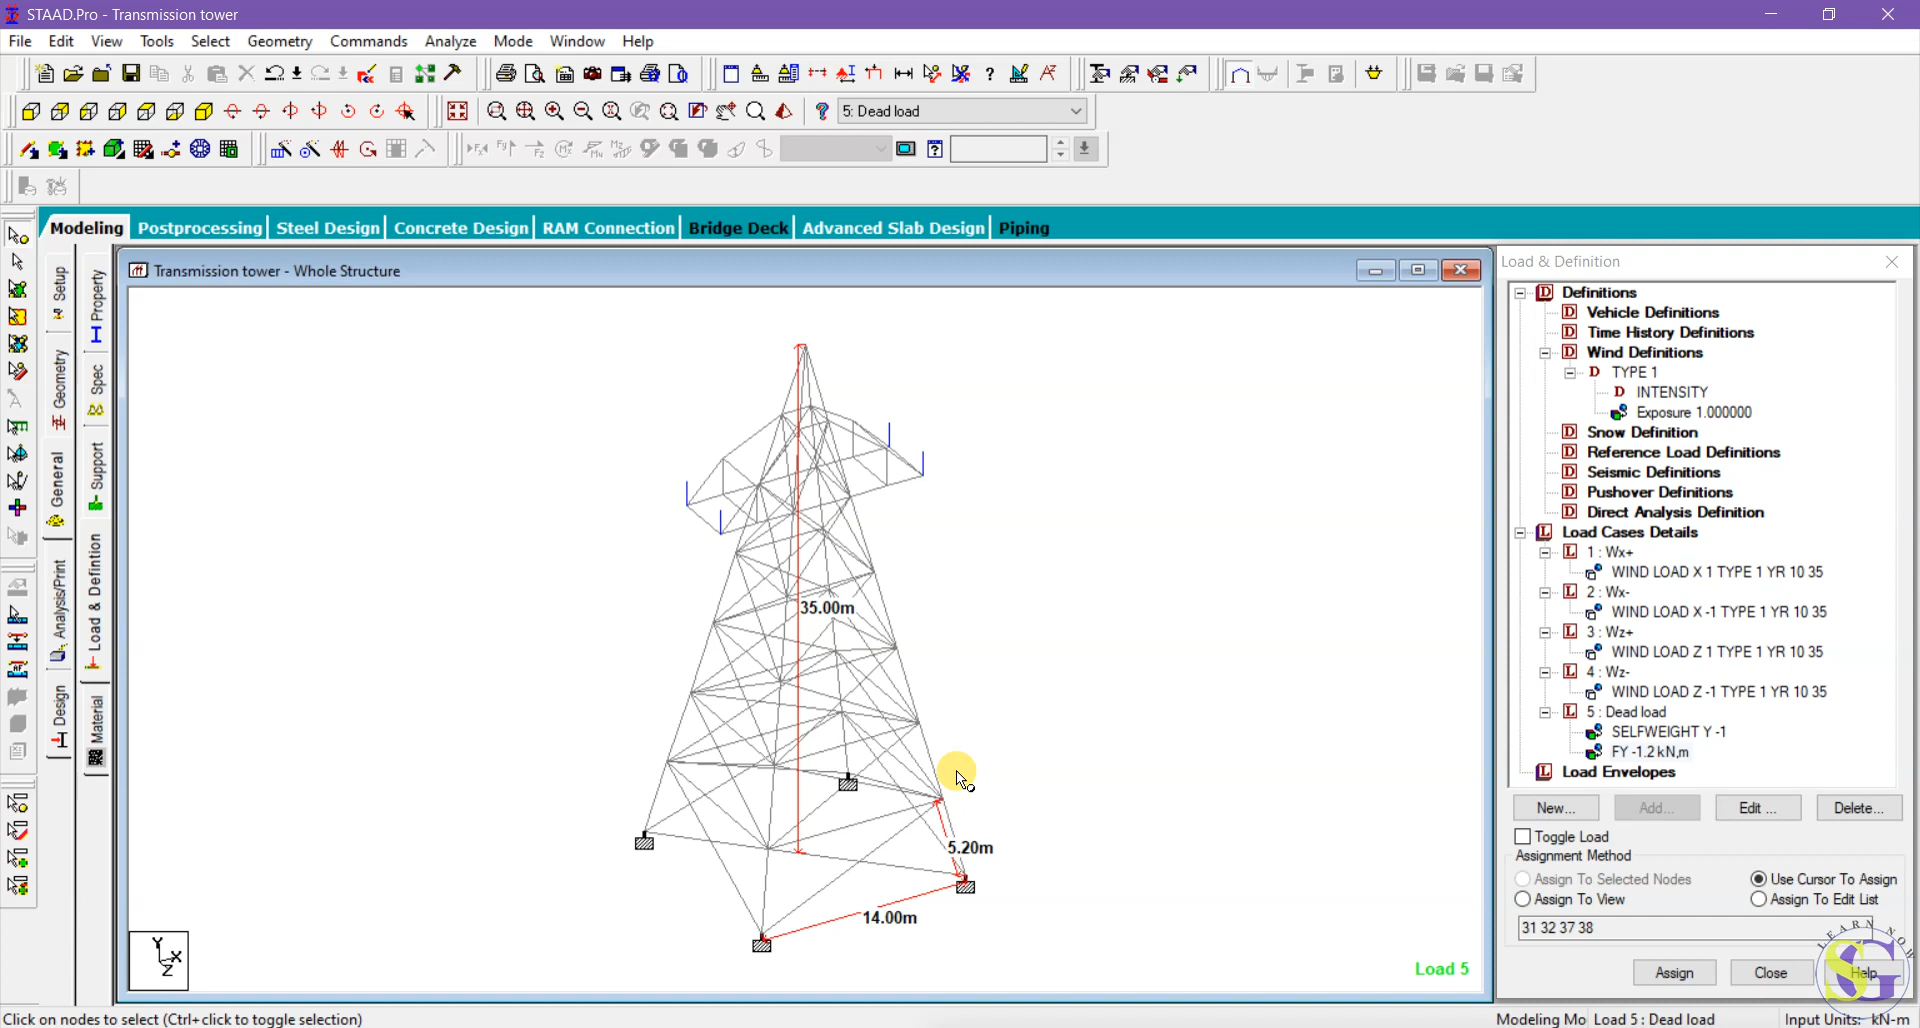 STAAD.Pro - Transmission tower
File Edit View Tools Select Geometry Commands Analyze Mode Window Help
5: Dead load
Modeling Postprocessing Steel Design Concrete Design RAM Connection Bridge Deck Advanced Slab Design Piping
Setup
Geometry
General
Analysis/Print
Design
Property
Spec
Support
Load & Definition
Material
Transmission tower - Whole Structure
35.00m
5.20m
14.00m
Y
X
Z
Load 5
Load & Definition
Definitions
Vehicle Definitions
Time History Definitions
Wind Definitions
TYPE 1
INTENSITY
Exposure 1.000000
Snow Definition
Reference Load Definitions
Seismic Definitions
Pushover Definitions
Direct Analysis Definition
Load Cases Details
1 : Wx+
WIND LOAD X 1 TYPE 1 YR 10 35
2 : Wx-
WIND LOAD X -1 TYPE 1 YR 10 35
3 : Wz+
WIND LOAD Z 1 TYPE 1 YR 10 35
4 : Wz-
WIND LOAD Z -1 TYPE 1 YR 10 35
5 : Dead load
SELFWEIGHT Y -1
FY -1.2 kN,m
Load Envelopes
New... Add... Edit ... Delete...
Toggle Load
Assignment Method
Assign To Selected Nodes Use Cursor To Assign
Assign To View Assign To Edit List
31 32 37 38
LEARN NOW
SG
Assign Close Help
Click on nodes to select (Ctrl+click to toggle selection)
Modeling Mo Load 5 : Dead load Input Units: kN-m